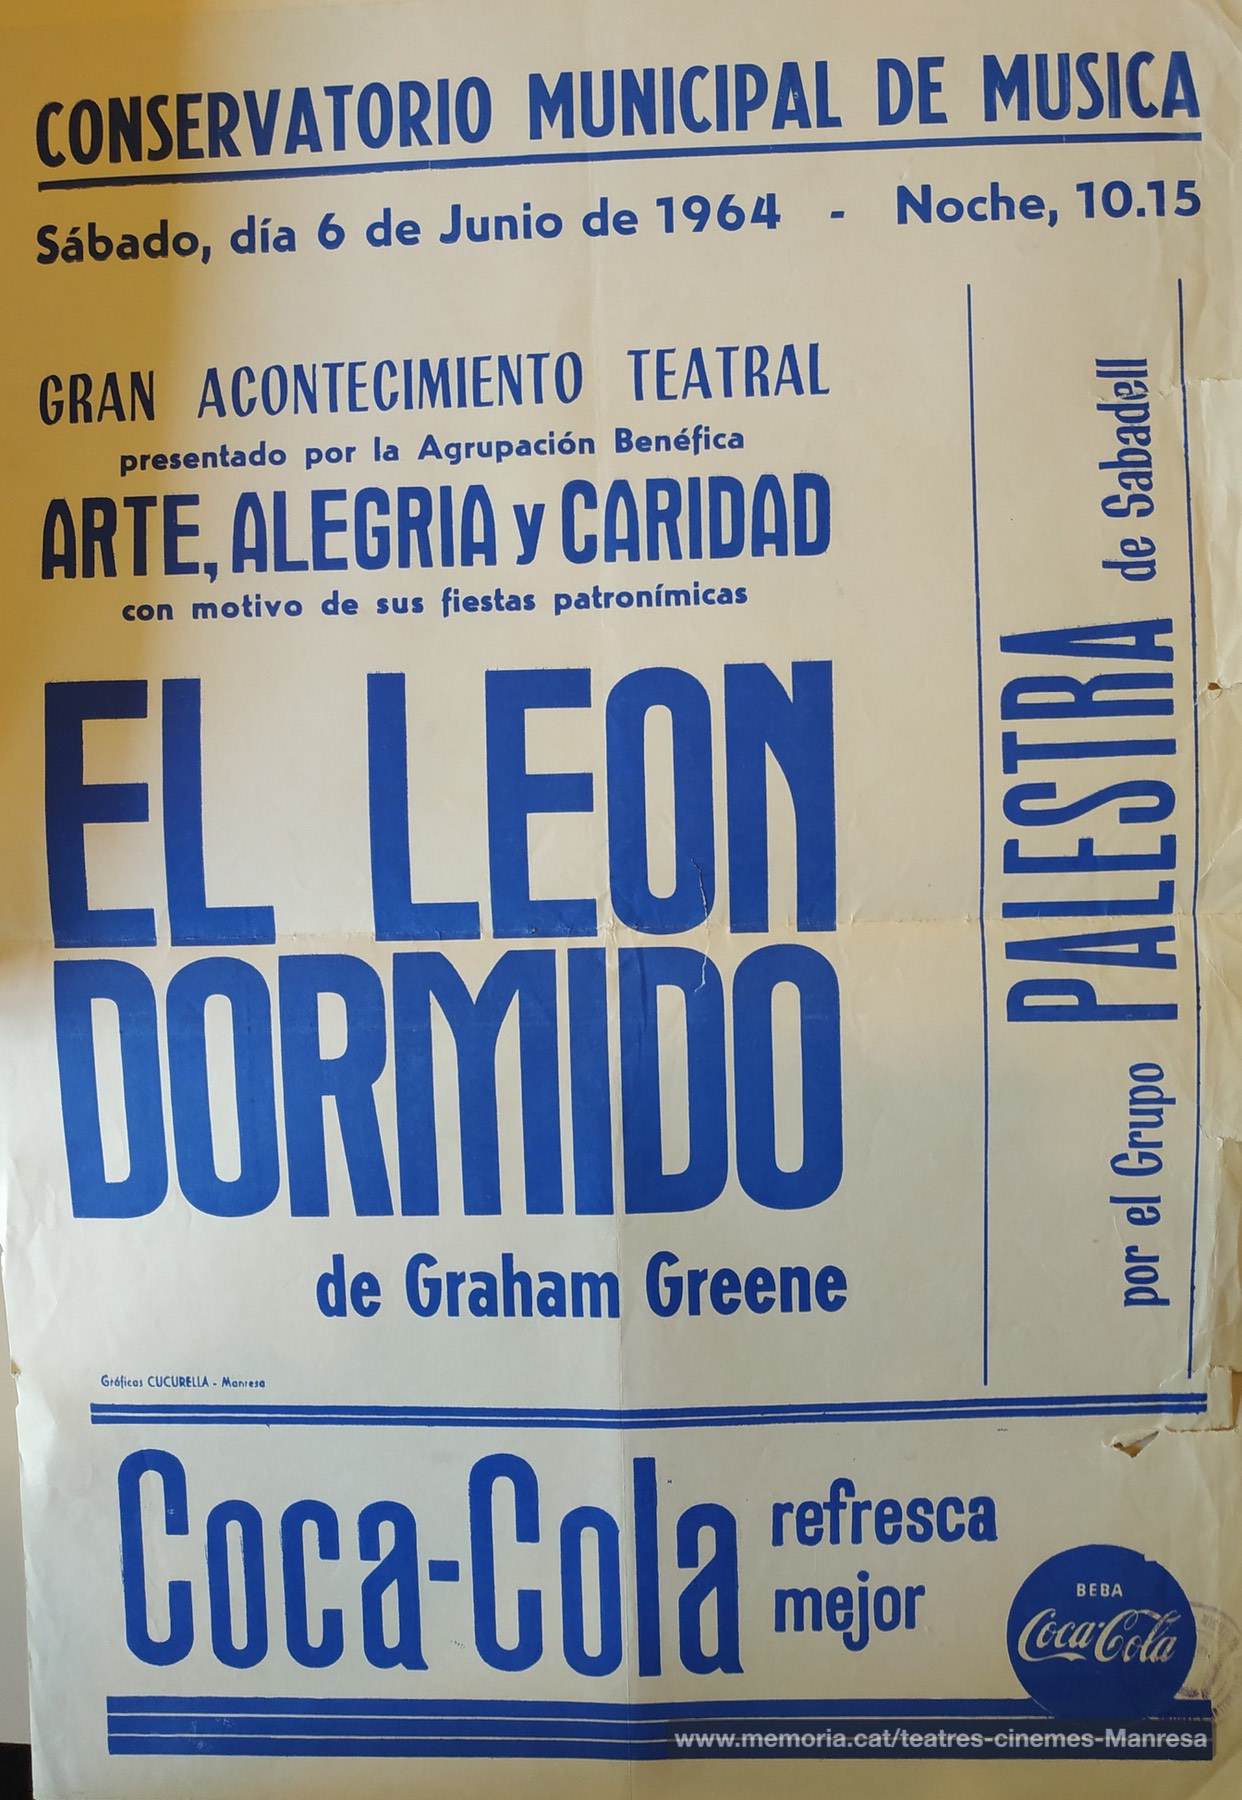 CONSERVATORIO MUNICIPAL DE MUSICA
Sábado, día 6 de Junio de 1964 - Noche, 10.15
GRAN ACONTECIMIENTO TEATRAL
presentado por la Agrupación Benéfica
ARTE, ALEGRIA y CARIDAD
con motivo de sus fiestas patronímicas
EL LEON
DORMIDO
de Graham Greene
por el Grupo PALESTRA de Sabadell
Gráficas CUCURELLA - Manresa
Coca-Cola
refresca
mejor
BEBA
Coca-Cola
www.memoria.cat/teatres-cinemes-Manresa